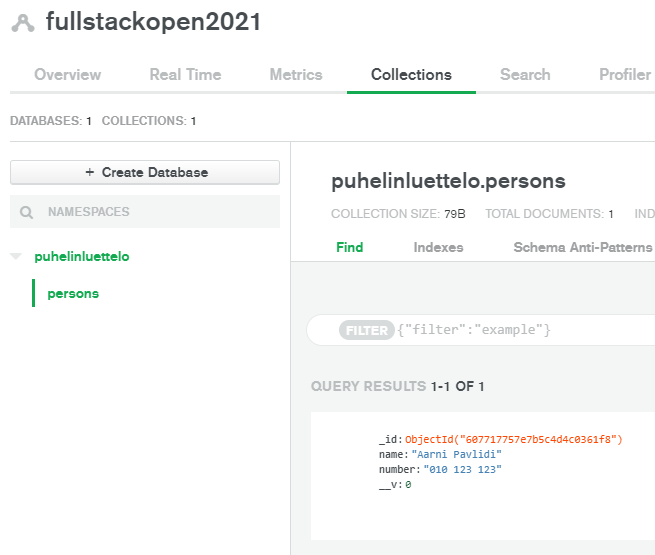 fullstackopen2021
Overview Real Time Metrics Collections Search Profiler
DATABASES: 1 COLLECTIONS: 1
+ Create Database
NAMESPACES
puhelinluettelo
persons
puhelinluettelo.persons
COLLECTION SIZE: 79B TOTAL DOCUMENTS: 1 IND
Find Indexes Schema Anti-Patterns
FILTER {"filter":"example"}
QUERY RESULTS 1-1 OF 1
_id: ObjectId("607717757e7b5c4d4c0361f8")
name: "Aarni Pavlidi"
number: "010 123 123"
__v: 0